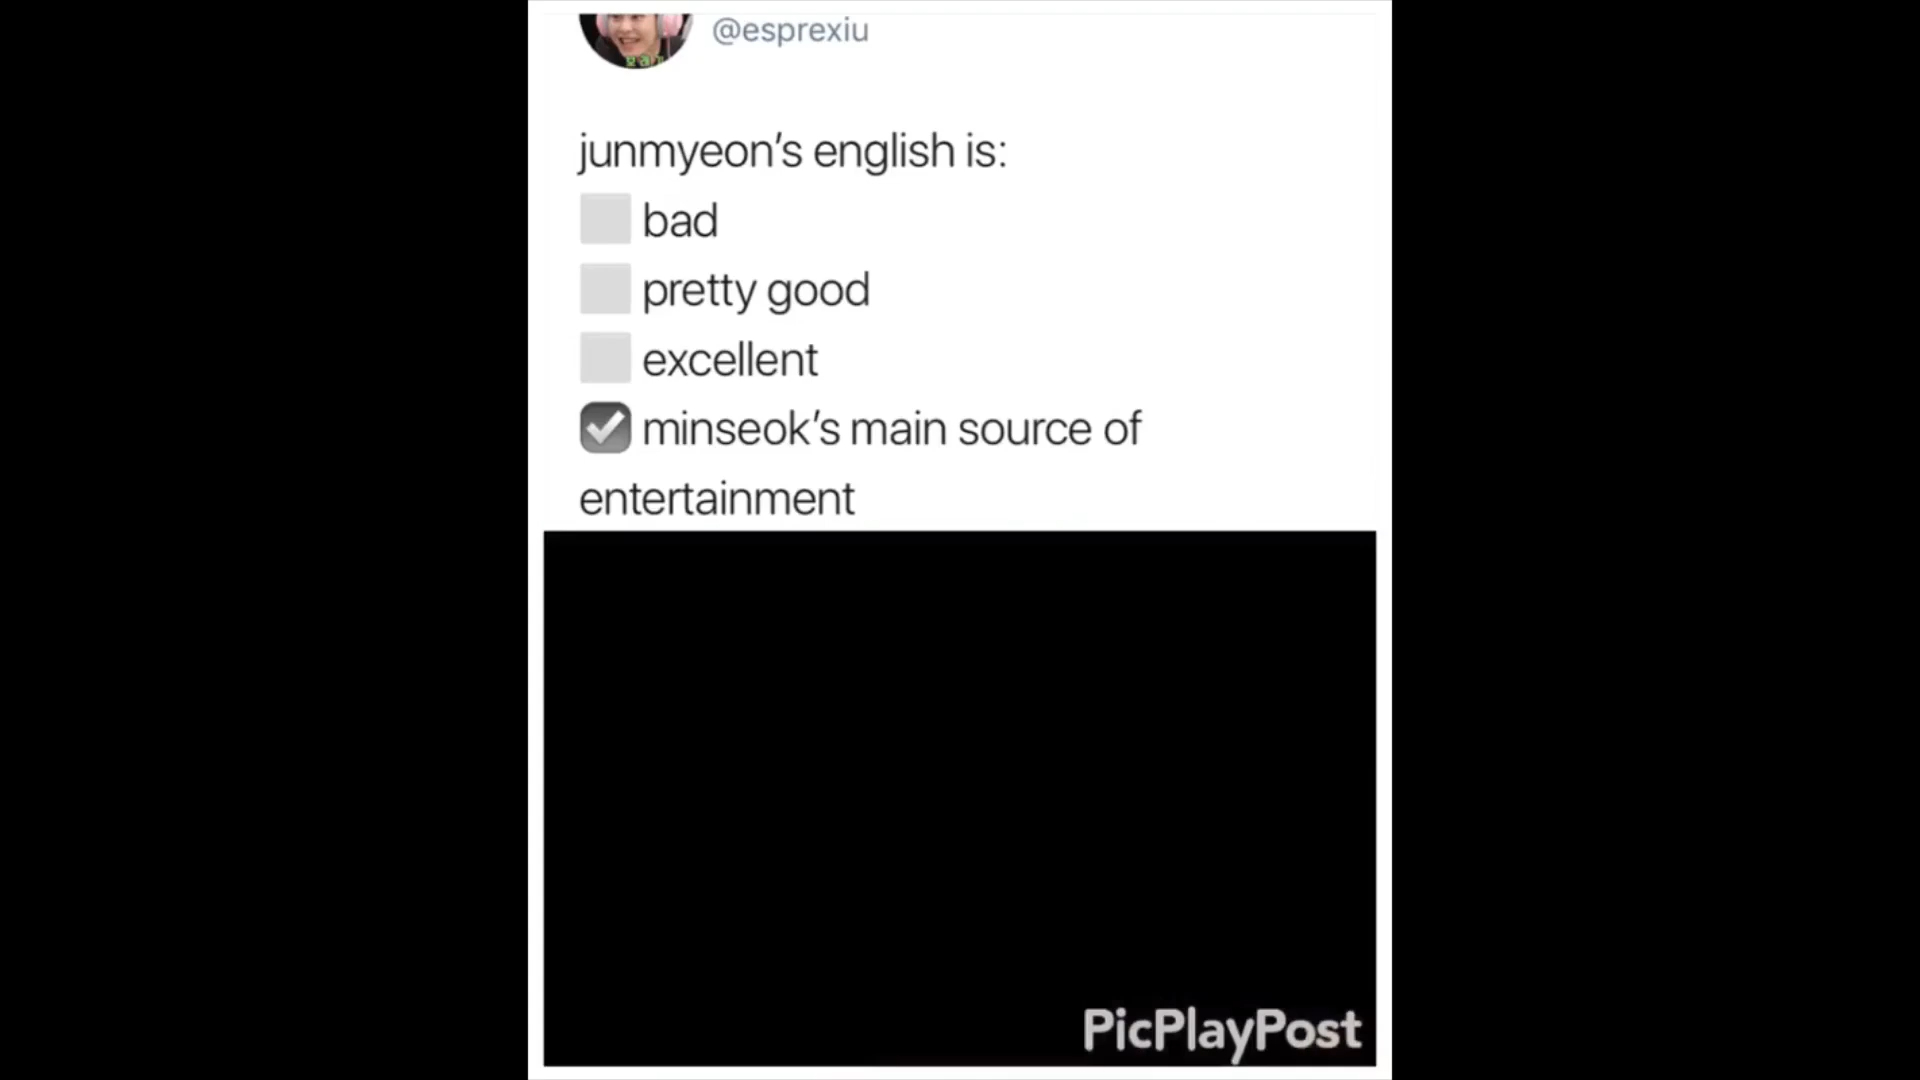 @esprexiu
junmyeon's english is:
bad
pretty good
excellent
minseok's main source of
entertainment
PicPlayPost